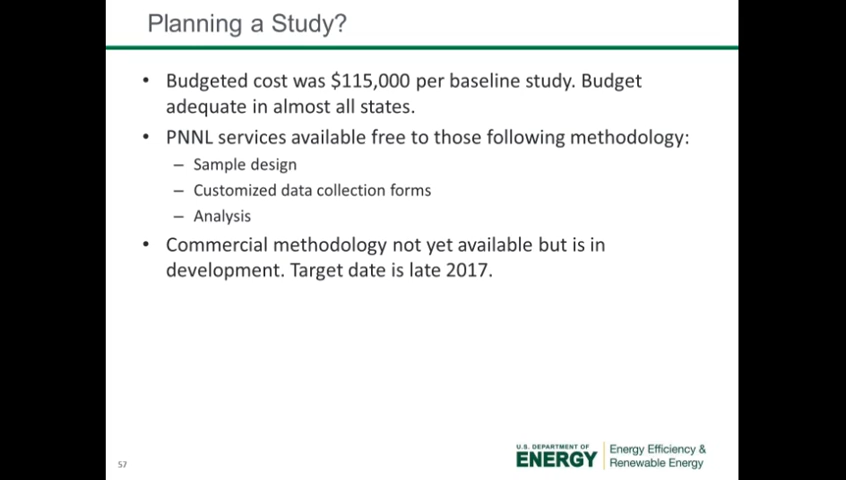 Planning a Study?
• Budgeted cost was $115,000 per baseline study. Budget
adequate in almost all states.
• PNNL services available free to those following methodology:
– Sample design
– Customized data collection forms
– Analysis
• Commercial methodology not yet available but is in
development. Target date is late 2017.
57
U.S. DEPARTMENT OF
ENERGY
Energy Efficiency &
Renewable Energy